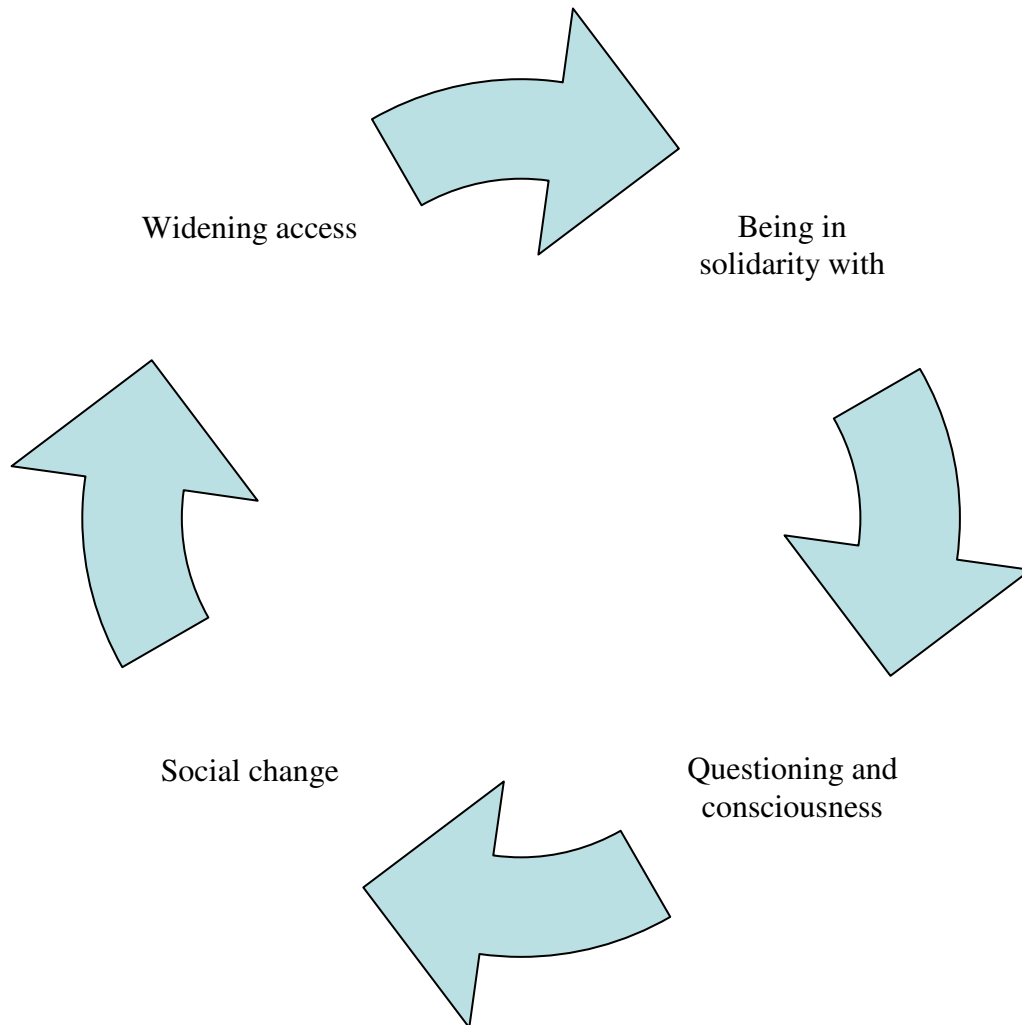 Widening access
Being in
solidarity with
Social change
Questioning and
consciousness